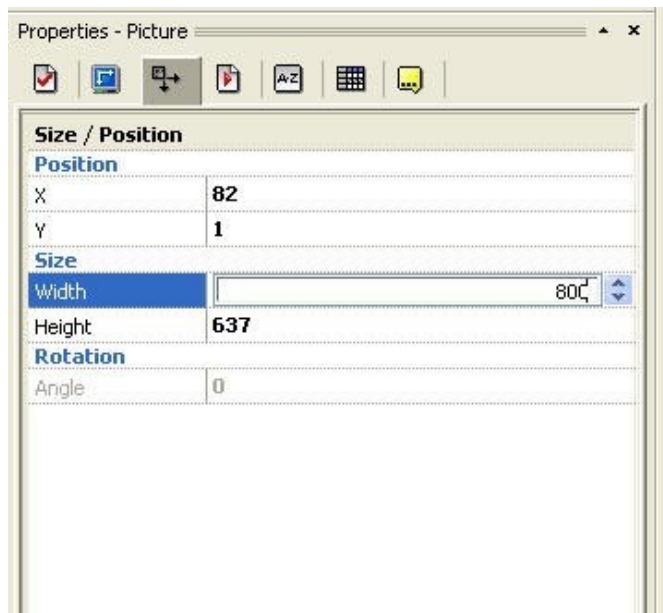 Properties - Picture
A-Z
Size / Position
Position
X 82
Y 1
Size
Width 800
Height 637
Rotation
Angle 0